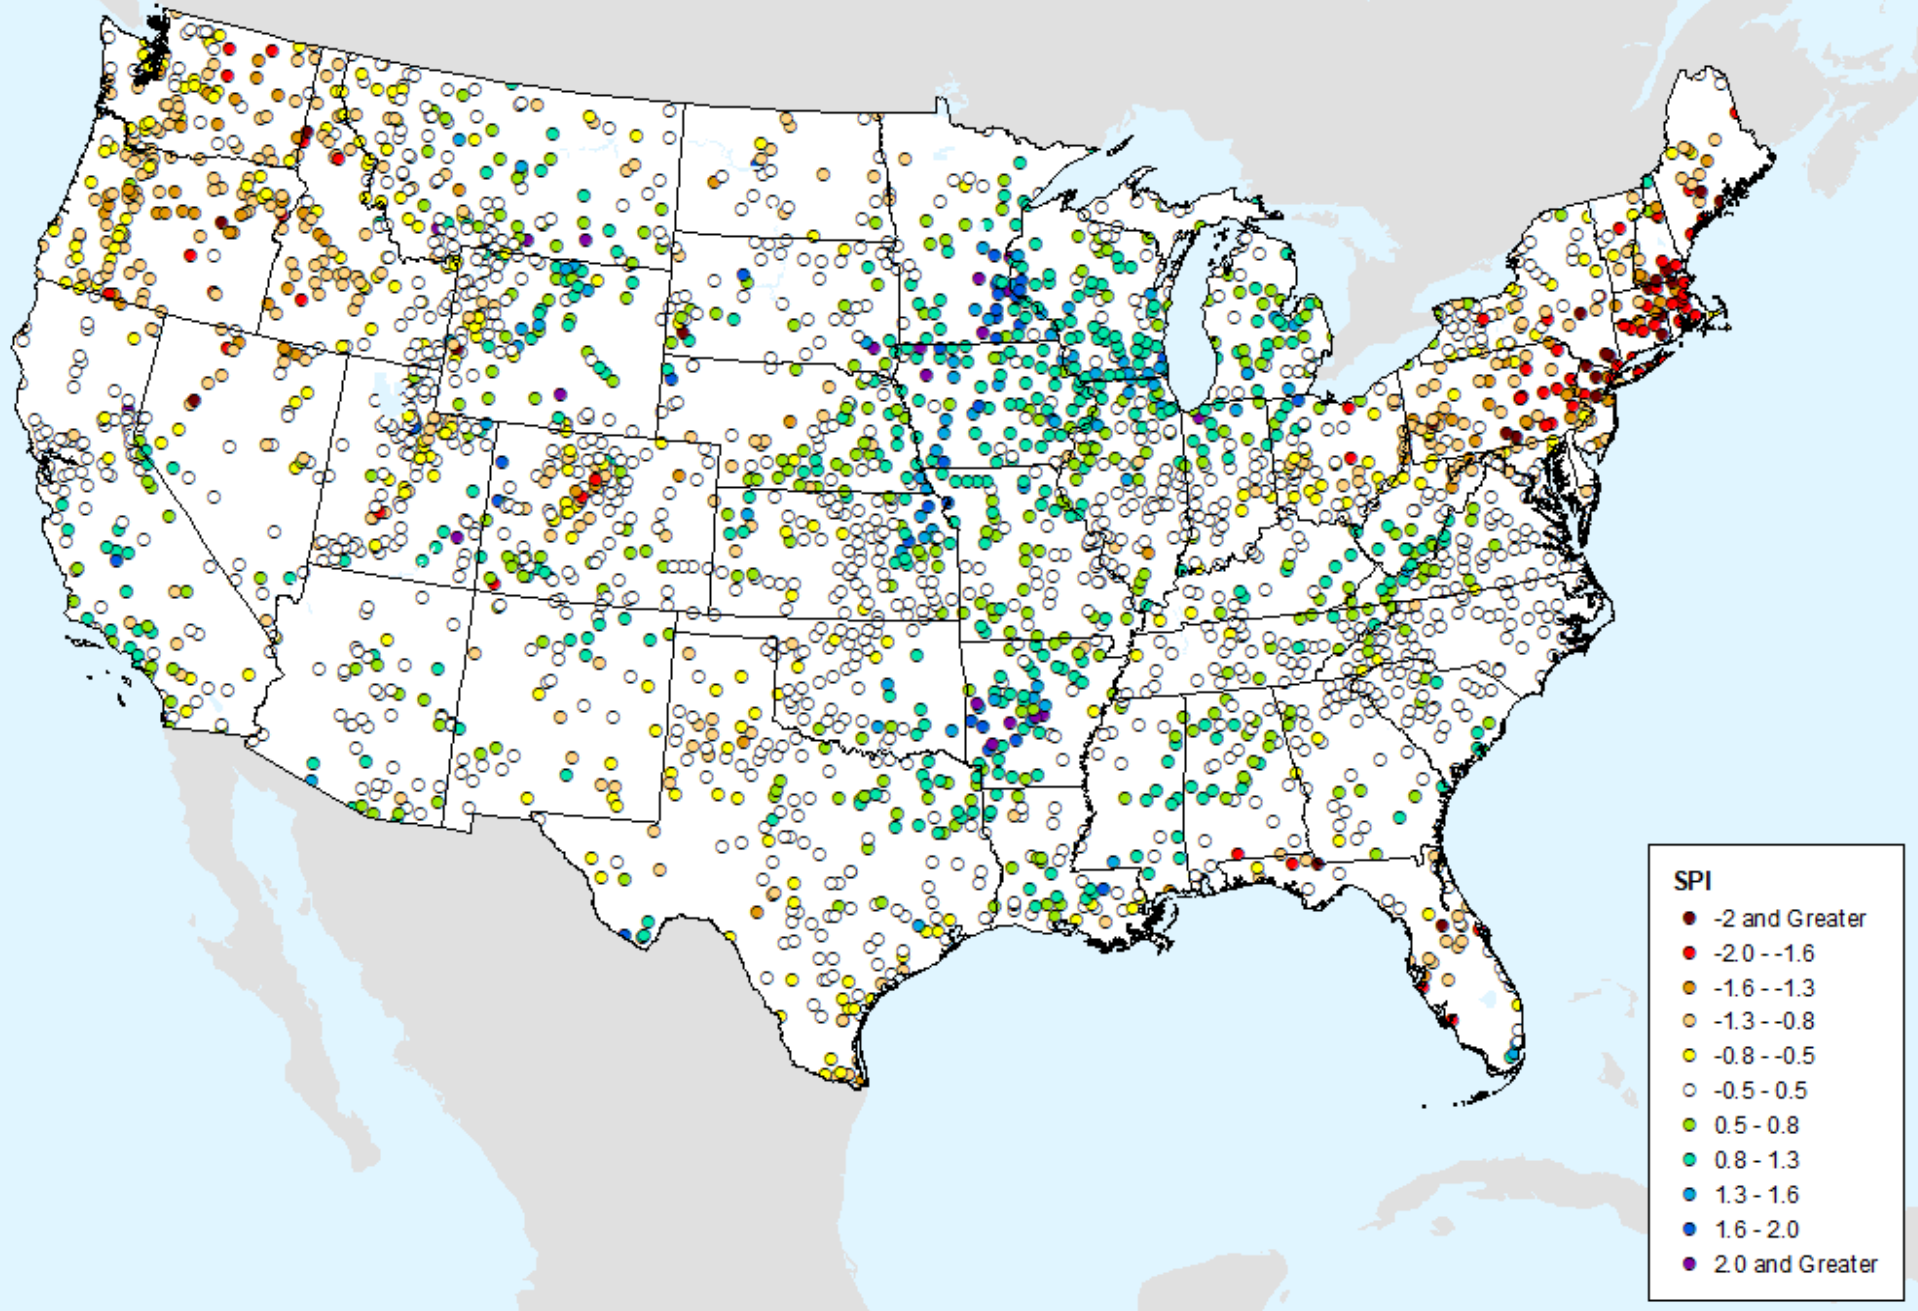 SPI
-2 and Greater
-2.0 - -1.6
-1.6 - -1.3
-1.3 - -0.8
-0.8 - -0.5
-0.5 - 0.5
0.5 - 0.8
0.8 - 1.3
1.3 - 1.6
1.6 - 2.0
2.0 and Greater